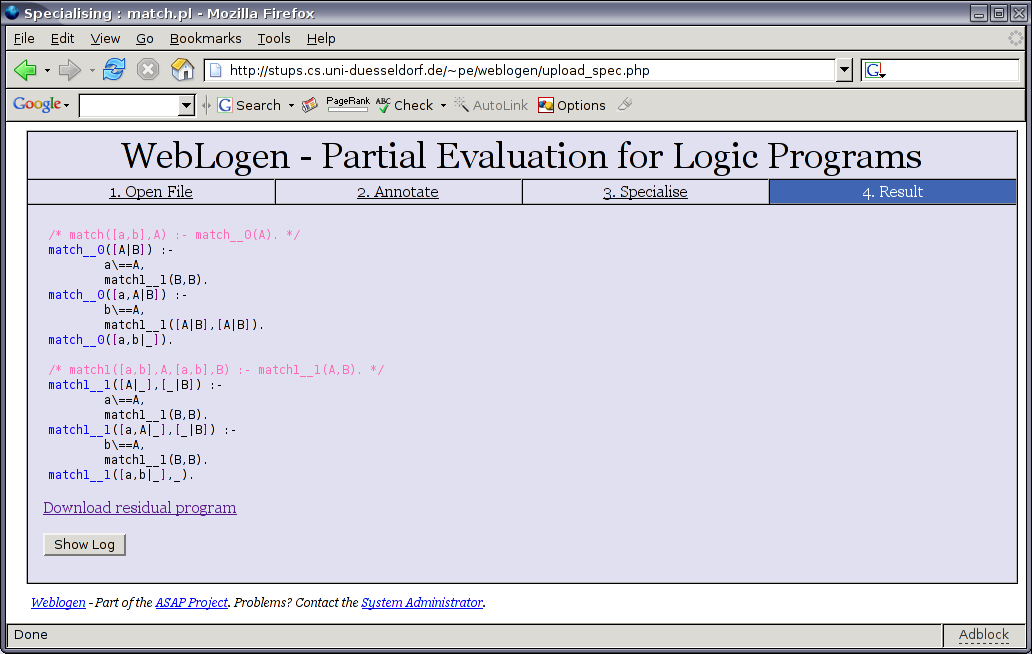 Specialising : match.pl - Mozilla Firefox
File Edit View Go Bookmarks Tools Help
http://stups.cs.uni-duesseldorf.de/~pe/weblogen/upload_spec.php G
Google G Search PageRank ABC Check AutoLink Options
WebLogen - Partial Evaluation for Logic Programs
1. Open File 2. Annotate 3. Specialise 4. Result
/* match([a,b],A) :- match__0(A). */
match__0([A|B]) :-
a\==A,
match1__1(B,B).
match__0([a,A|B]) :-
b\==A,
match1__1([A|B],[A|B]).
match__0([a,b|_]).
/* match1([a,b],A,[a,b],B) :- match1__1(A,B). */
match1__1([A|_],[_|B]) :-
a\==A,
match1__1(B,B).
match1__1([a,A|_],[_|B]) :-
b\==A,
match1__1(B,B).
match1__1([a,b|_],_).
Download residual program
Show Log
Weblogen - Part of the ASAP Project. Problems? Contact the System Administrator.
Done Adblock